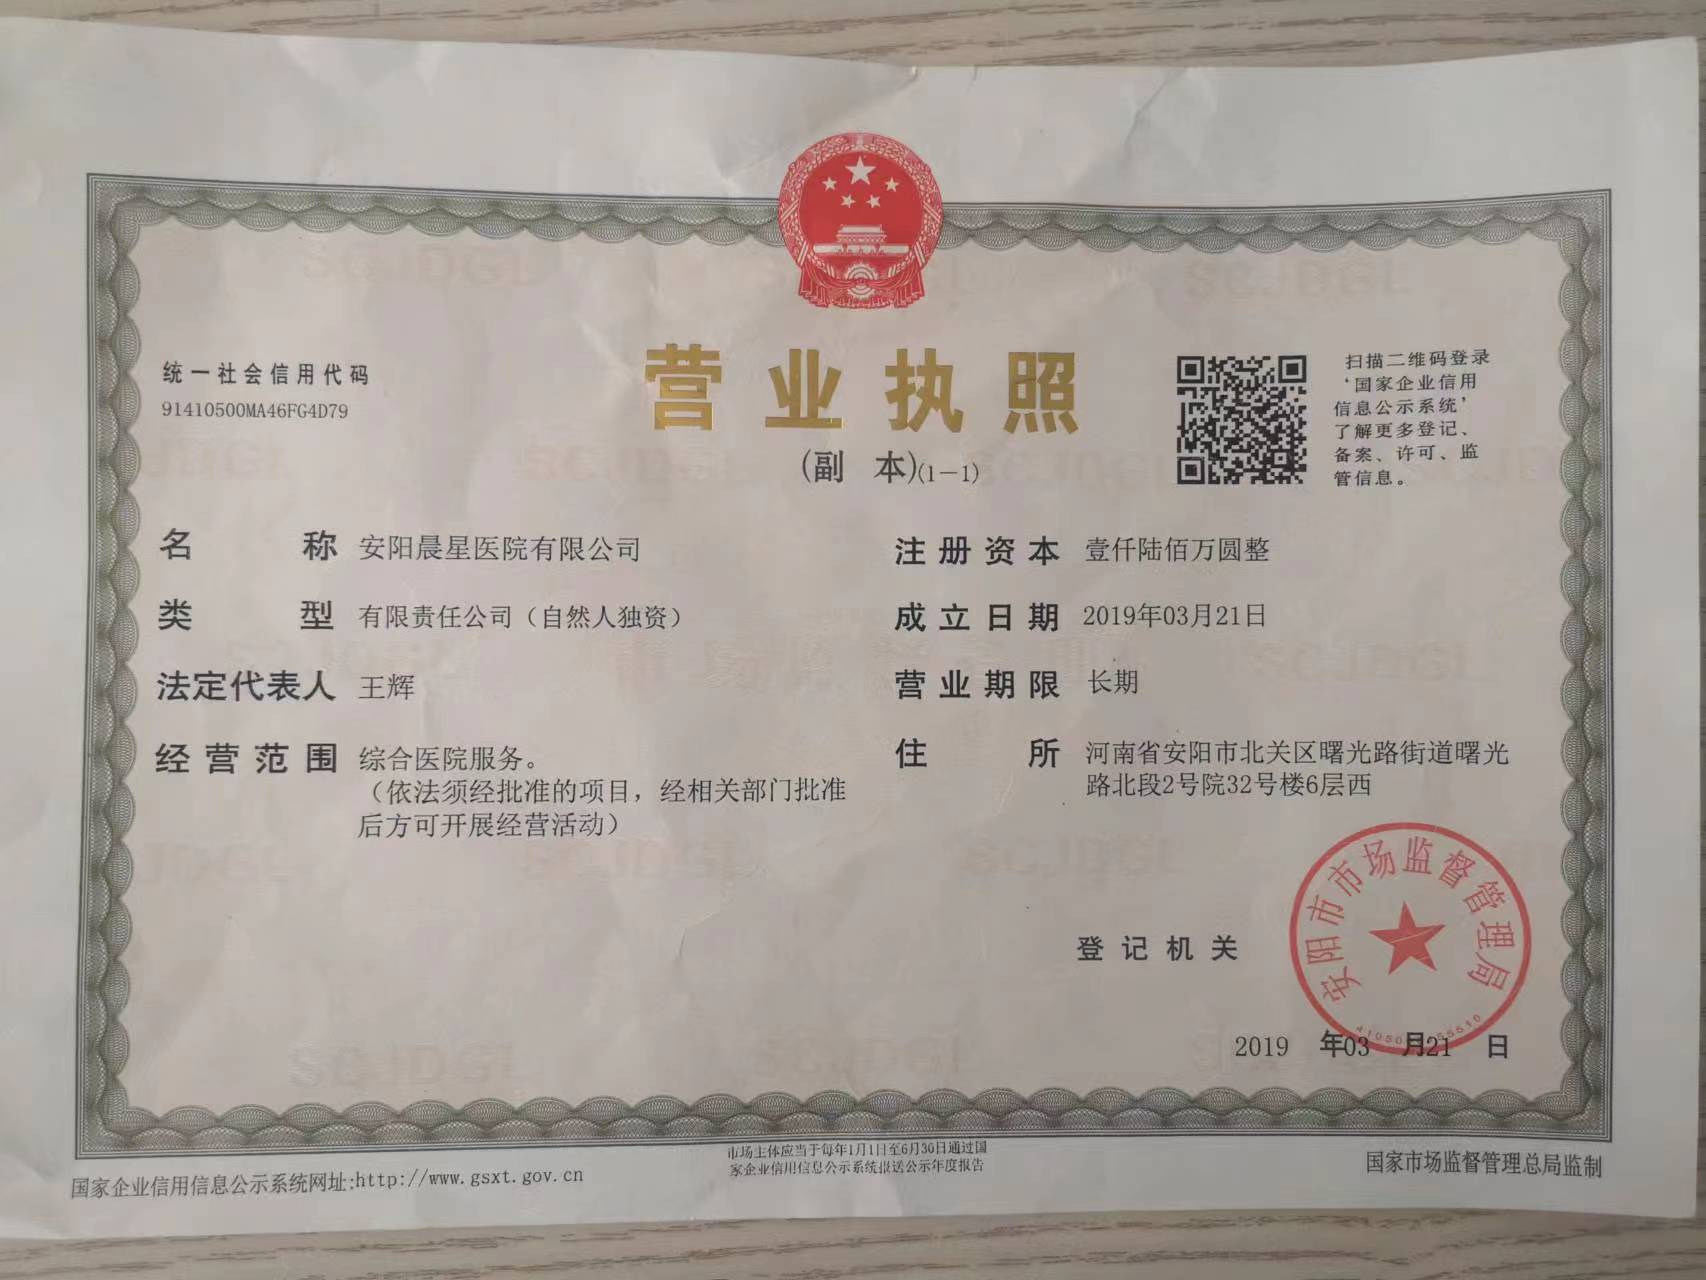 统一社会信用代码
91410500MA46FG4D79
营业执照
(副 本)(1-1)
扫描二维码登录
‘国家企业信用
信息公示系统’
了解更多登记、
备案、许可、监
管信息。
名 称 安阳晨星医院有限公司
类 型 有限责任公司（自然人独资）
法定代表人 王辉
经营范围 综合医院服务。
（依法须经批准的项目，经相关部门批准
后方可开展经营活动）
注册资本 壹仟陆佰万圆整
成立日期 2019年03月21日
营业期限 长期
住 所 河南省安阳市北关区曙光路街道曙光
路北段2号院32号楼6层西
登记机关
安阳市市场监督管理局
2019 年03 月21 日
国家企业信用信息公示系统网址:http://www.gsxt.gov.cn
市场主体应当于每年1月1日至6月30日通过国
家企业信用信息公示系统报送公示年度报告
国家市场监督管理总局监制